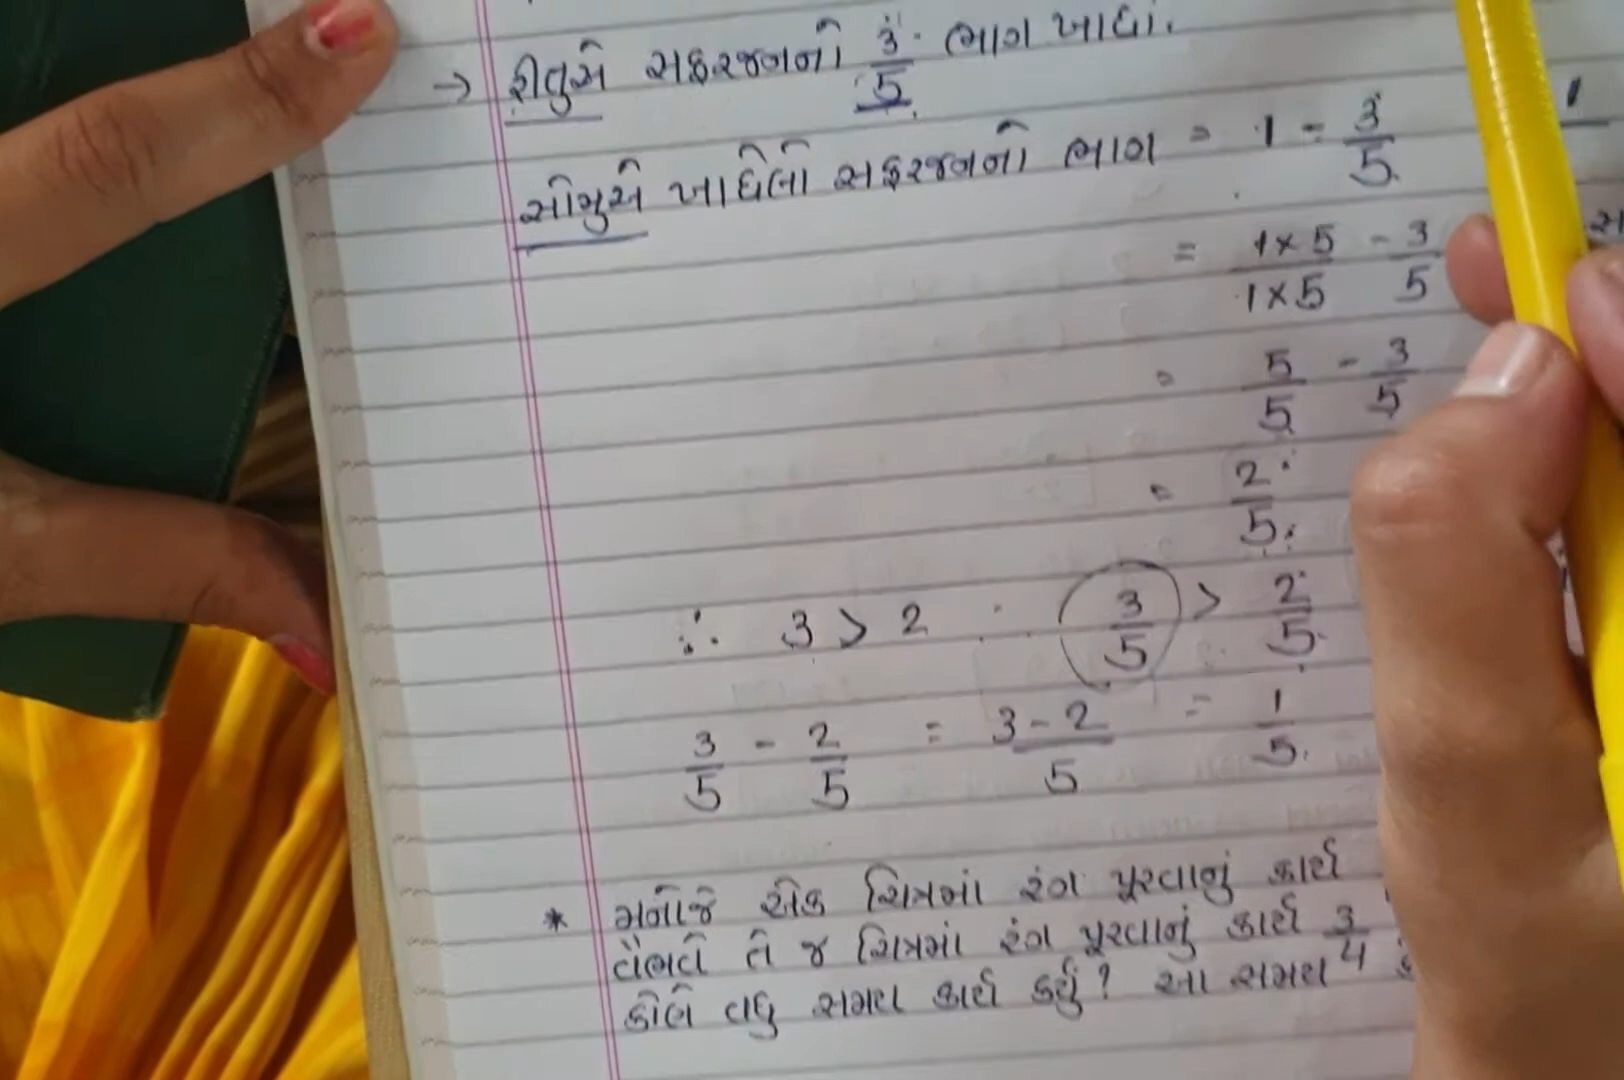 → રીતુએ સફરજનનો 3/5 ભાગ ખાધો.
સોમુએ ખાધેલો સફરજનનો ભાગ = 1 - 3/5
= 1×5/1×5 - 3/5
= 5/5 - 3/5
= 2/5
∴ 3 > 2 3/5 > 2/5
3/5 - 2/5 = 3-2/5 = 1/5
* મનોજે એક ચિત્રમાં રંગ પૂરવાનું કાર્ય
વૈભવે તે જ ચિત્રમાં રંગ પૂરવાનું કાર્ય 3/4
કોણે વધુ સમય કાર્ય કર્યું? આ સમય